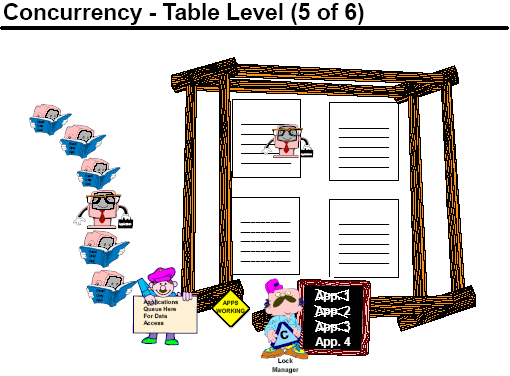 Concurrency - Table Level (5 of 6)
Applications
Queue Here
For Data
Access
APPS
WORKING
C
Lock
Manager
App. 1
App. 2
App. 3
App. 4